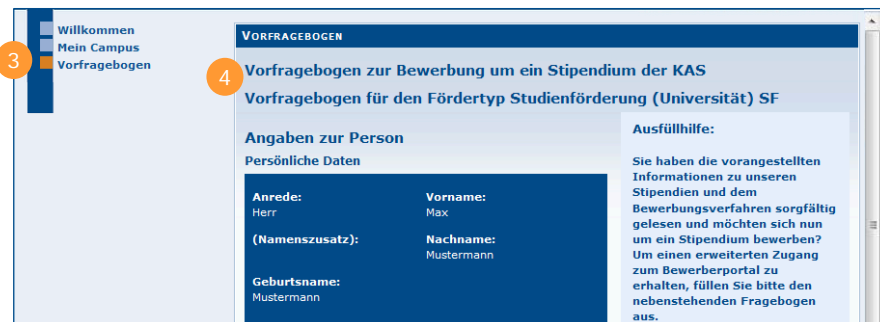 Willkommen
Mein Campus
3
Vorfragebogen
VORFRAGEBOGEN
4
Vorfragebogen zur Bewerbung um ein Stipendium der KAS
Vorfragebogen für den Fördertyp Studienförderung (Universität) SF
Angaben zur Person
Persönliche Daten
Anrede:
Herr
Vorname:
Max
(Namenszusatz):
Nachname:
Mustermann
Geburtsname:
Mustermann
Ausfüllhilfe:
Sie haben die vorangestellten
Informationen zu unseren
Stipendien und dem
Bewerbungsverfahren sorgfältig
gelesen und möchten sich nun
um ein Stipendium bewerben?
Um einen erweiterten Zugang
zum Bewerberportal zu
erhalten, füllen Sie bitte den
nebenstehenden Fragebogen
aus.